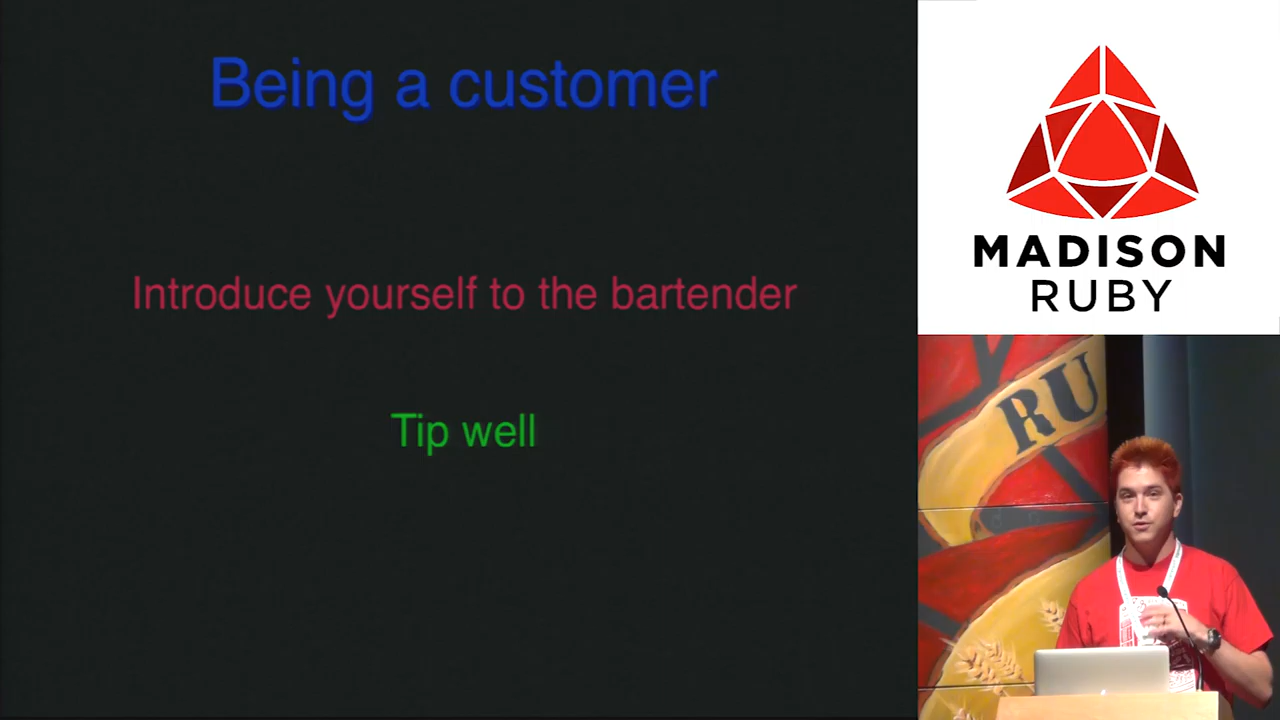 Being a customer
Introduce yourself to the bartender
Tip well
MADISON
RUBY
RU